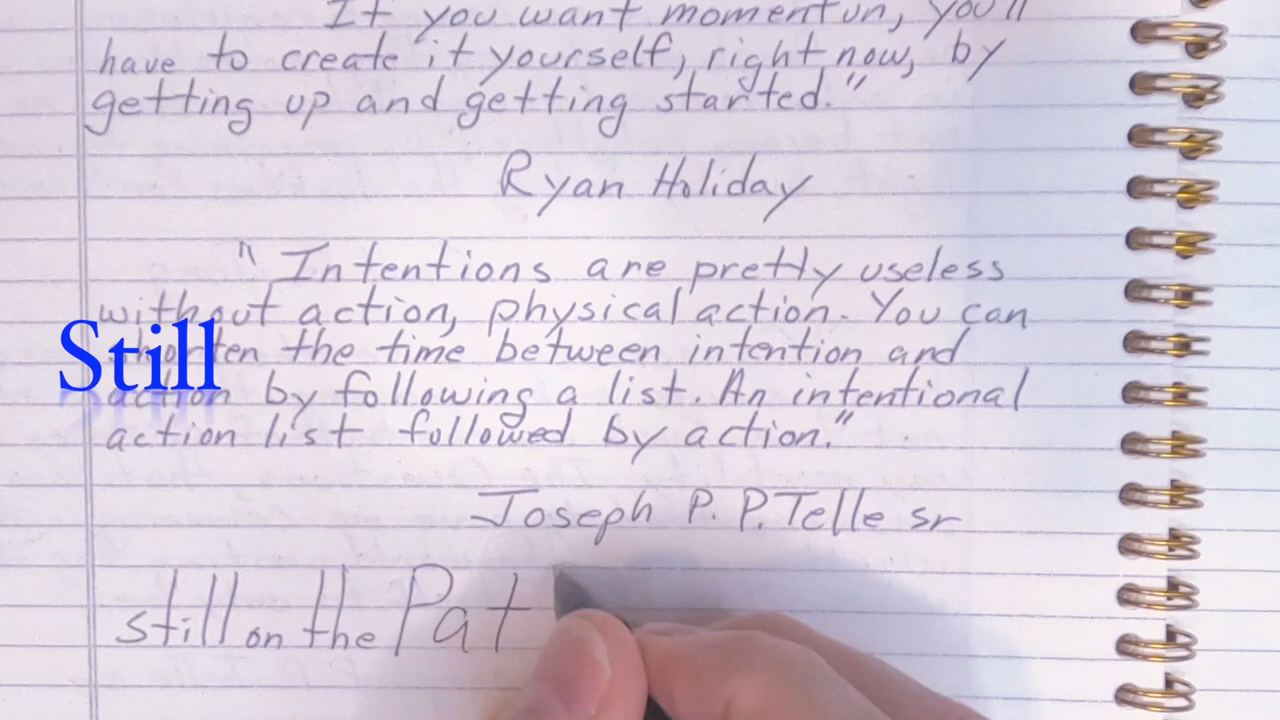 If you want momentun, you'll
have to create it yourself, right now, by
getting up and getting started."
Ryan Holiday
"Intentions are pretty useless
without action, physical action. You can
shorten the time between intention and
action by following a list. An intentional
action list followed by action."
Joseph P. P. Telle sr
Still
still on the Pat